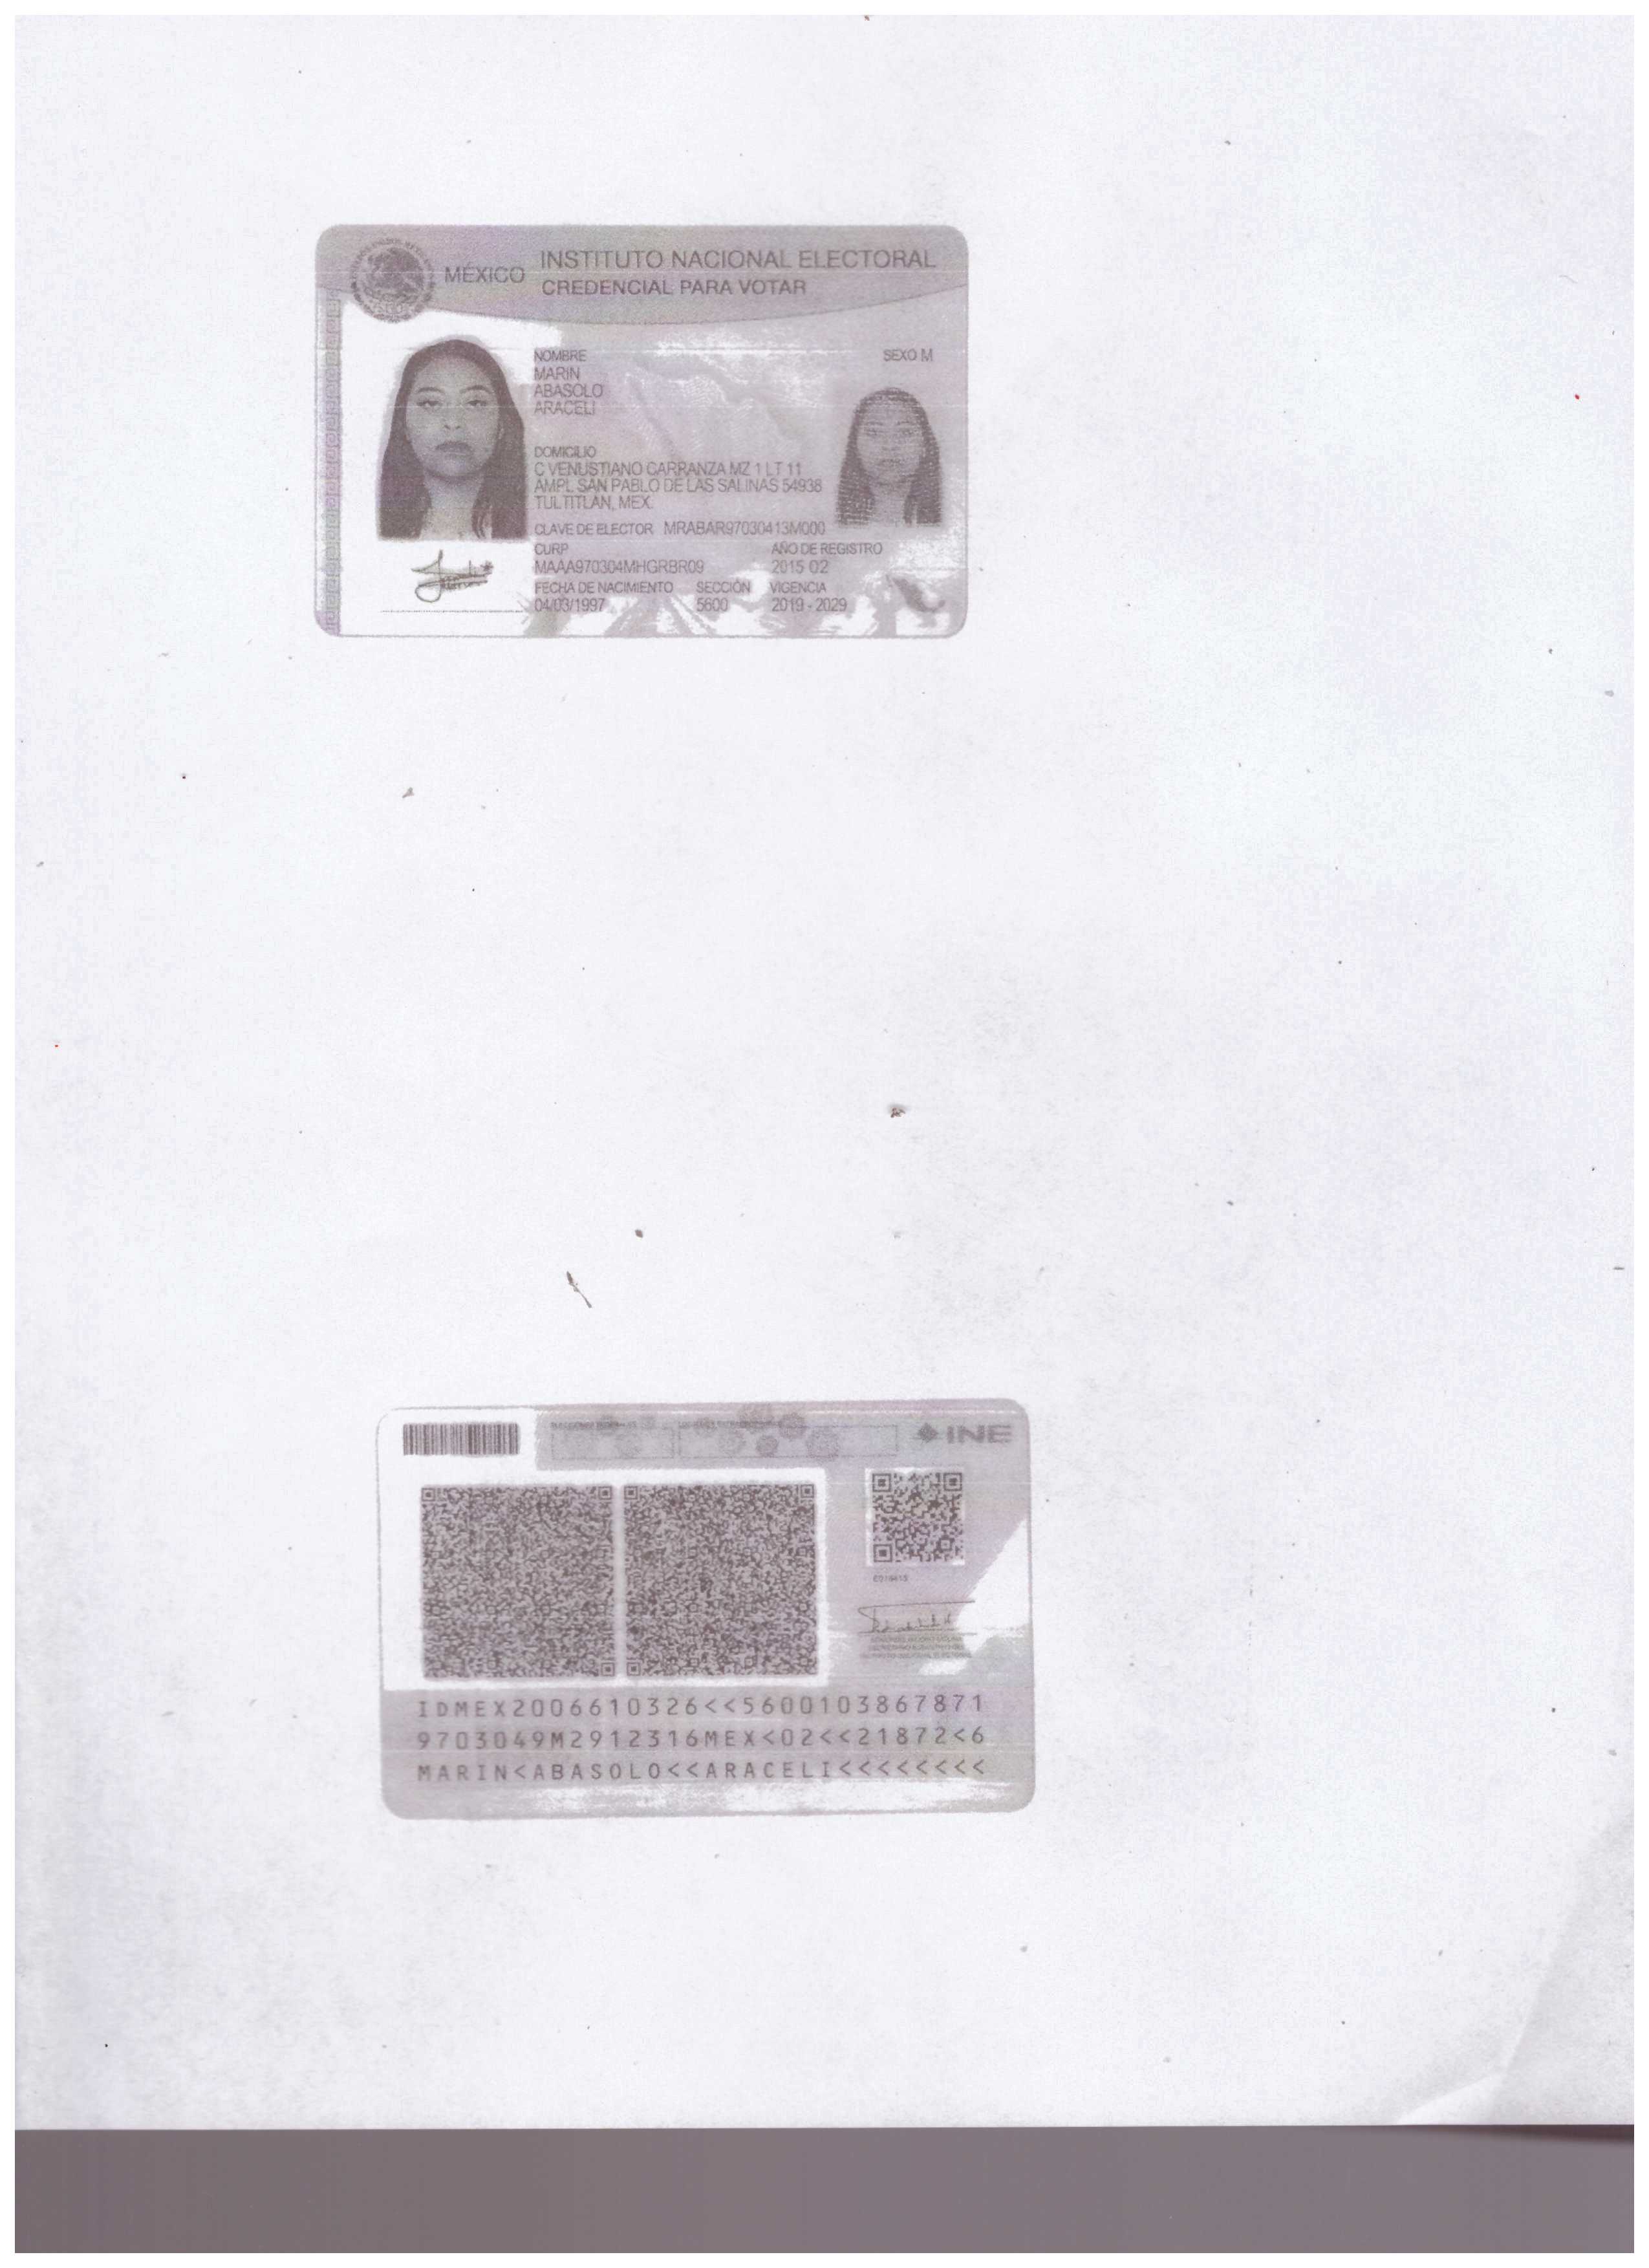 MÉXICO
INSTITUTO NACIONAL ELECTORAL
CREDENCIAL PARA VOTAR
NOMBRE
SEXO M
MARIN
ABASOLO
ARACELI
DOMICILIO
C VENUSTIANO CARRANZA MZ 1 LT 11
AMPL SAN PABLO DE LAS SALINAS 54938
TULTITLAN, MEX.
CLAVE DE ELECTOR MRABAR97030413M000
CURP
AÑO DE REGISTRO
MAAA970304MHGRBR09
2015 02
FECHA DE NACIMIENTO SECCIÓN VIGENCIA
04/03/1997 5600 2019 - 2029
INE
IDMEX2006610326<<5600103867871
9703049M2912316MEX<02<<21872<6
MARIN<ABASOLO<<ARACELI<<<<<<<<